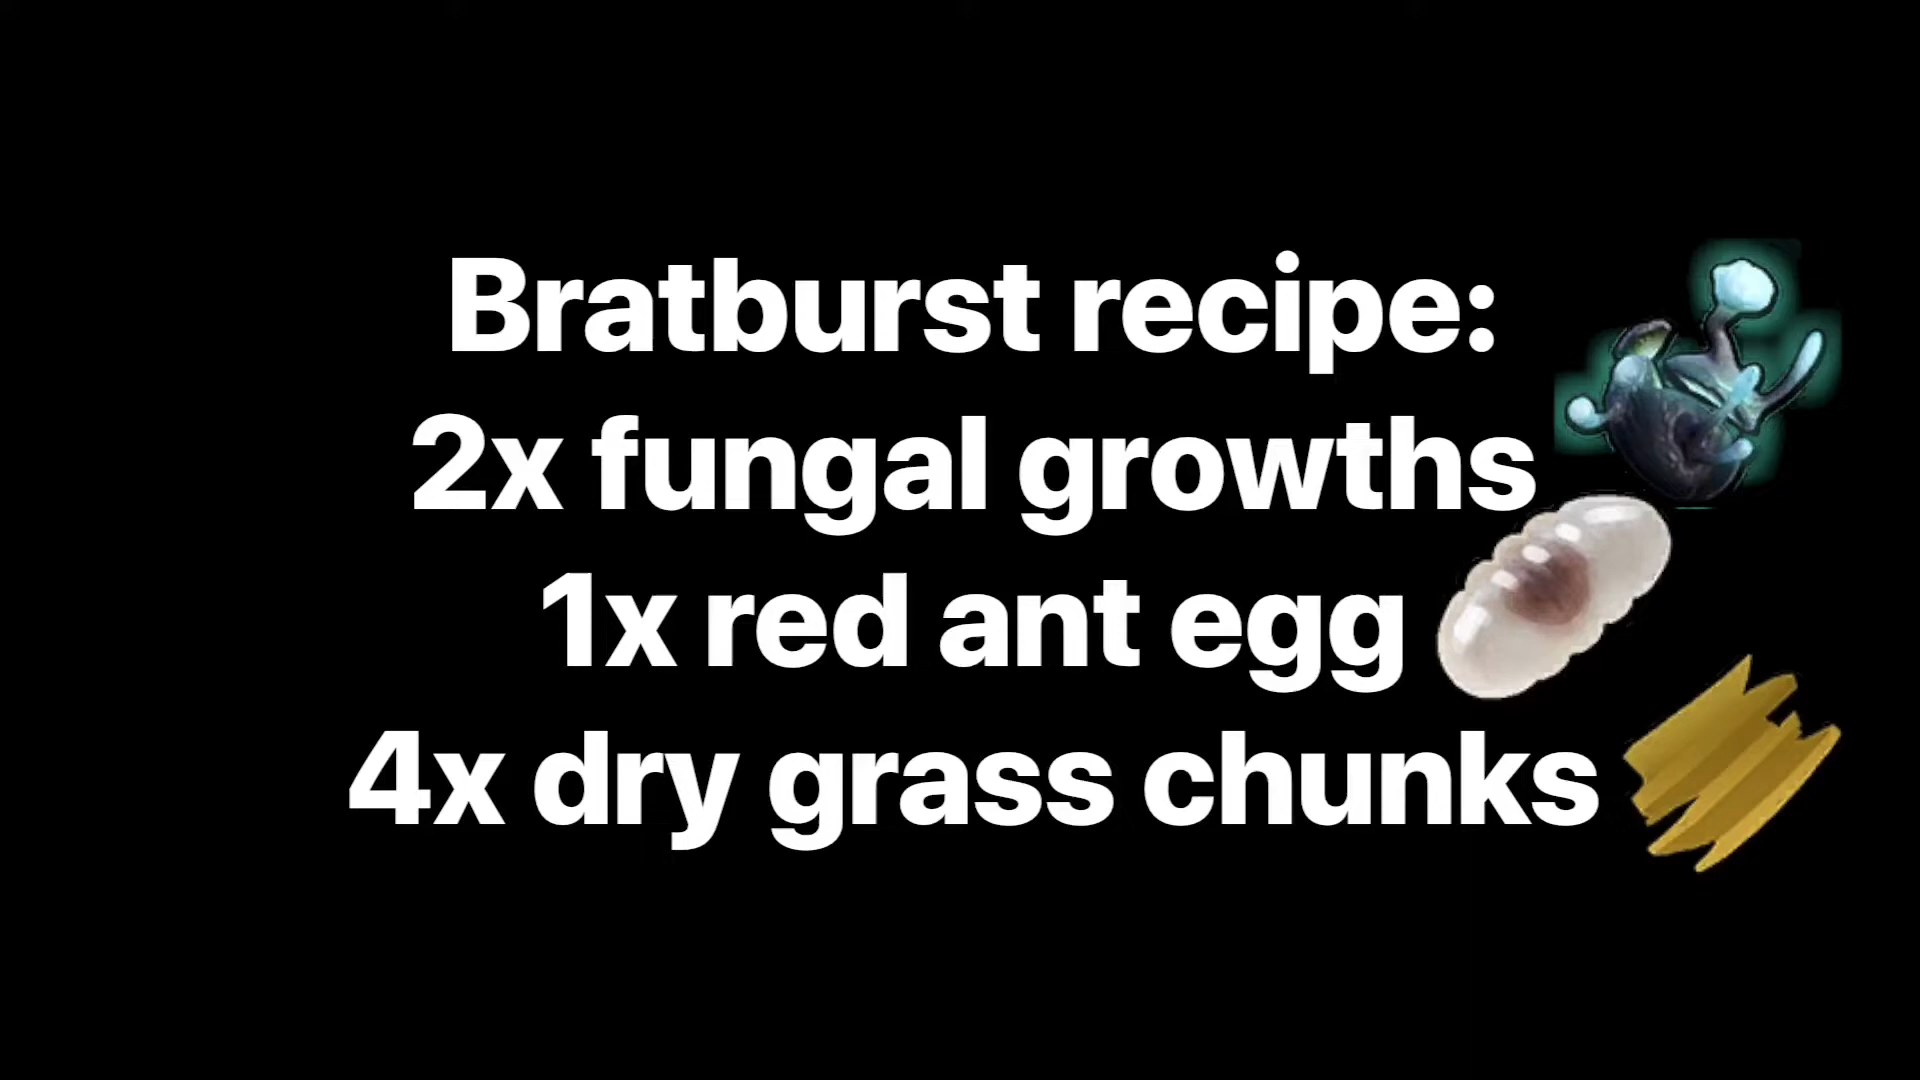 Bratburst recipe:
2x fungal growths
1x red ant egg
4x dry grass chunks